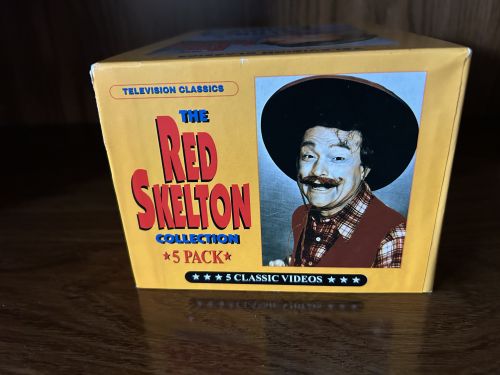 TELEVISION CLASSICS
THE
RED
SKELTON
COLLECTION
★5 PACK★
★ ★ ★ 5 CLASSIC VIDEOS ★ ★ ★